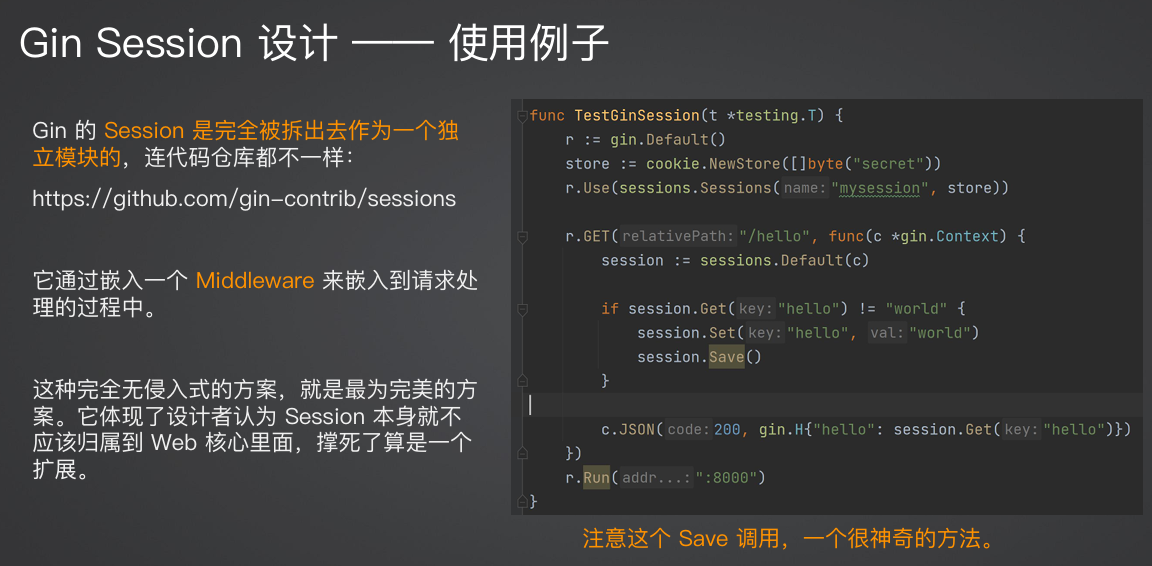 Gin Session 设计 —— 使用例子
Gin 的 Session 是完全被拆出去作为一个独
立模块的，连代码仓库都不一样：
https://github.com/gin-contrib/sessions
它通过嵌入一个 Middleware 来嵌入到请求处
理的过程中。
这种完全无侵入式的方案，就是最为完美的方
案。它体现了设计者认为 Session 本身就不
应该归属到 Web 核心里面，撑死了算是一个
扩展。
func TestGinSession(t *testing.T) {
r := gin.Default()
store := cookie.NewStore([]byte("secret"))
r.Use(sessions.Sessions( name: "mysession", store))
r.GET( relativePath: "/hello", func(c *gin.Context) {
session := sessions.Default(c)
if session.Get( key: "hello") != "world" {
session.Set( key: "hello", val: "world")
session.Save()
}
c.JSON( code: 200, gin.H{"hello": session.Get( key: "hello")})
})
r.Run( addr...: ":8000")
}
注意这个 Save 调用，一个很神奇的方法。